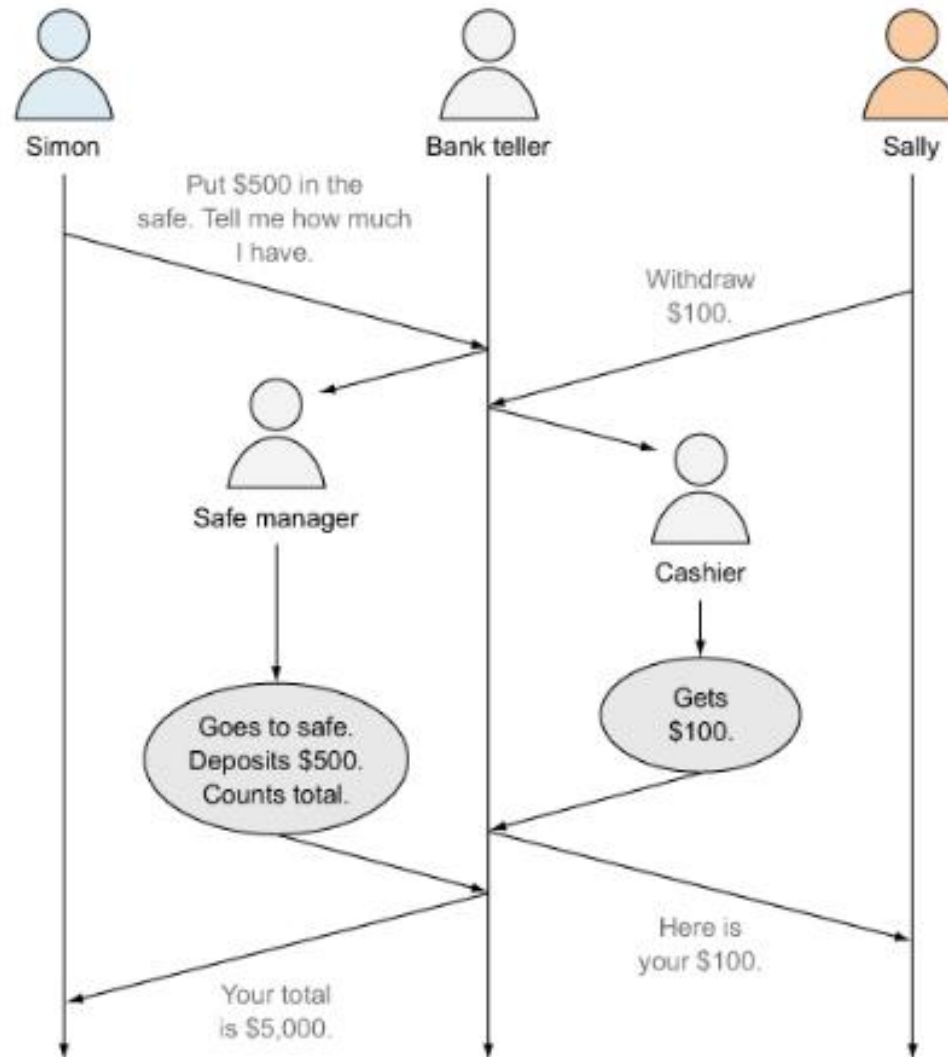 Simon
Bank teller
Sally
Put $500 in the
safe. Tell me how much
I have.
Withdraw
$100.
Safe manager
Cashier
Goes to safe.
Deposits $500.
Counts total.
Gets
$100.
Here is
your $100.
Your total
is $5,000.